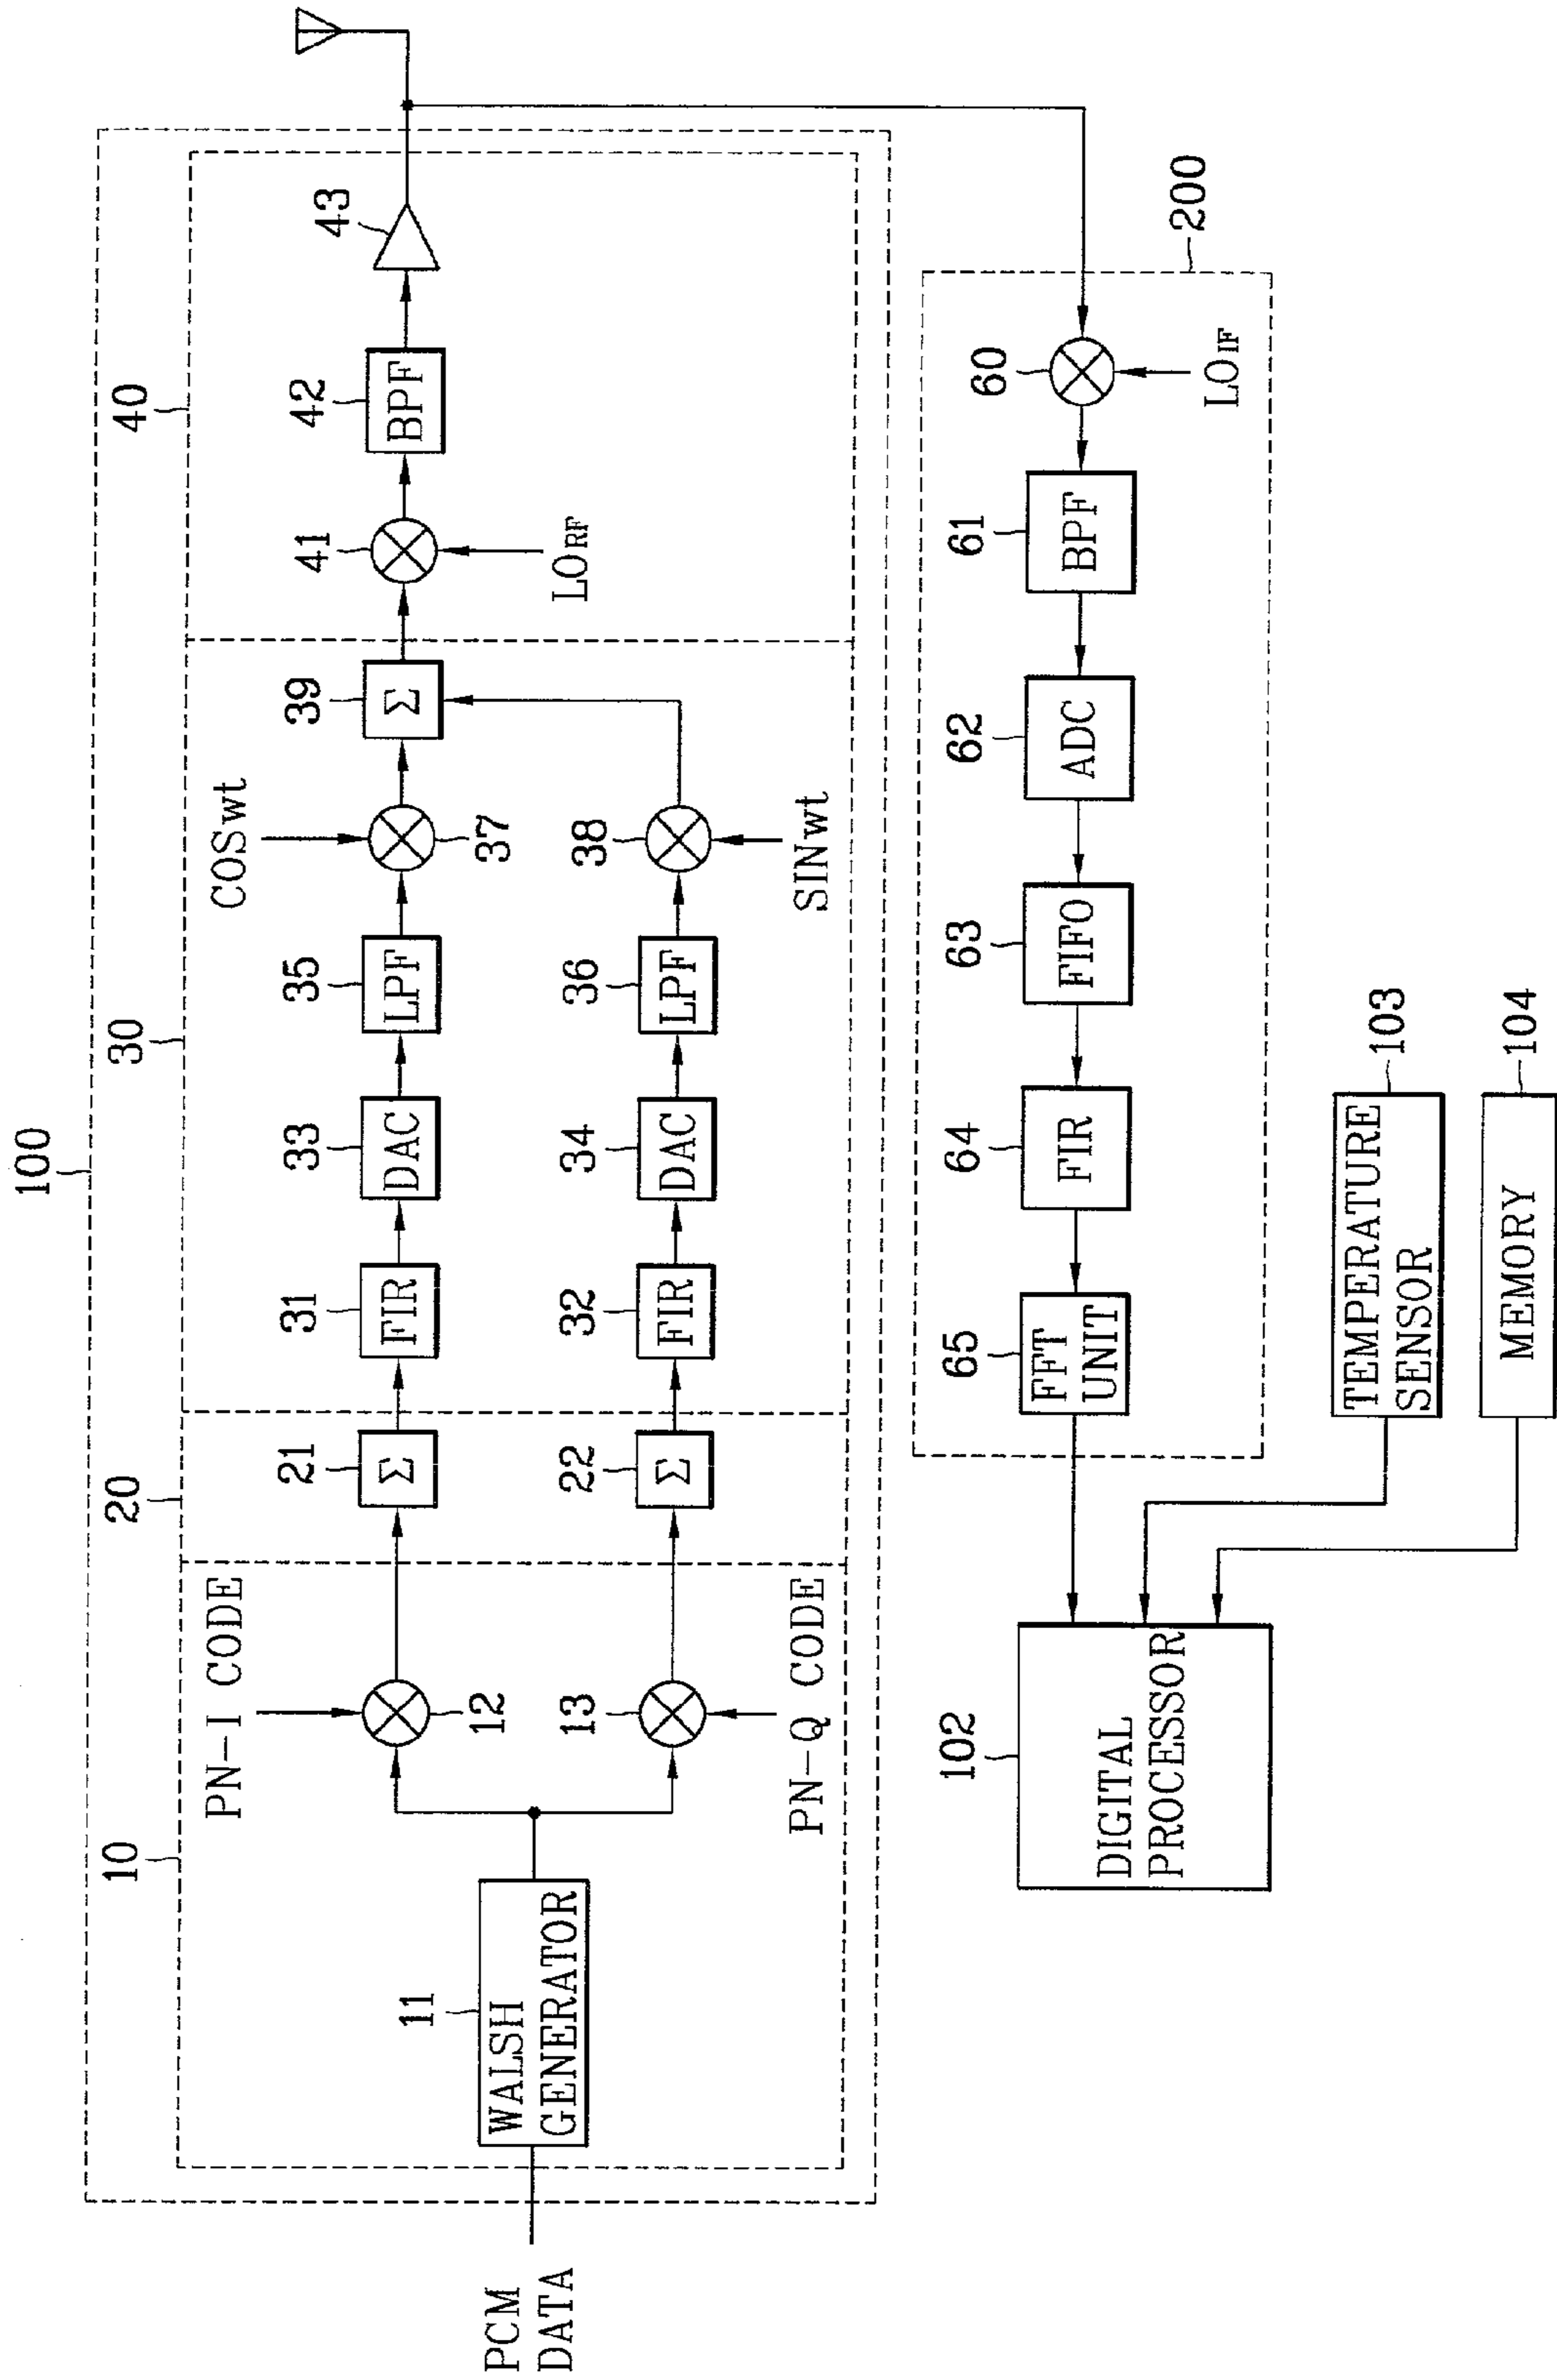 100
10
20
30
40
PCM
DATA
11
WALSH
GENERATOR
PN-I CODE
12
13
PN-Q CODE
21
Σ
22
Σ
31
FIR
33
DAC
35
LPF
COSwt
37
39
Σ
32
FIR
34
DAC
36
LPF
38
SINwt
41
LORF
42
BPF
43
200
60
LOIF
61
BPF
62
ADC
63
FIFO
64
FIR
65
FFT
UNIT
102
DIGITAL
PROCESSOR
TEMPERATURE
SENSOR
103
MEMORY
104